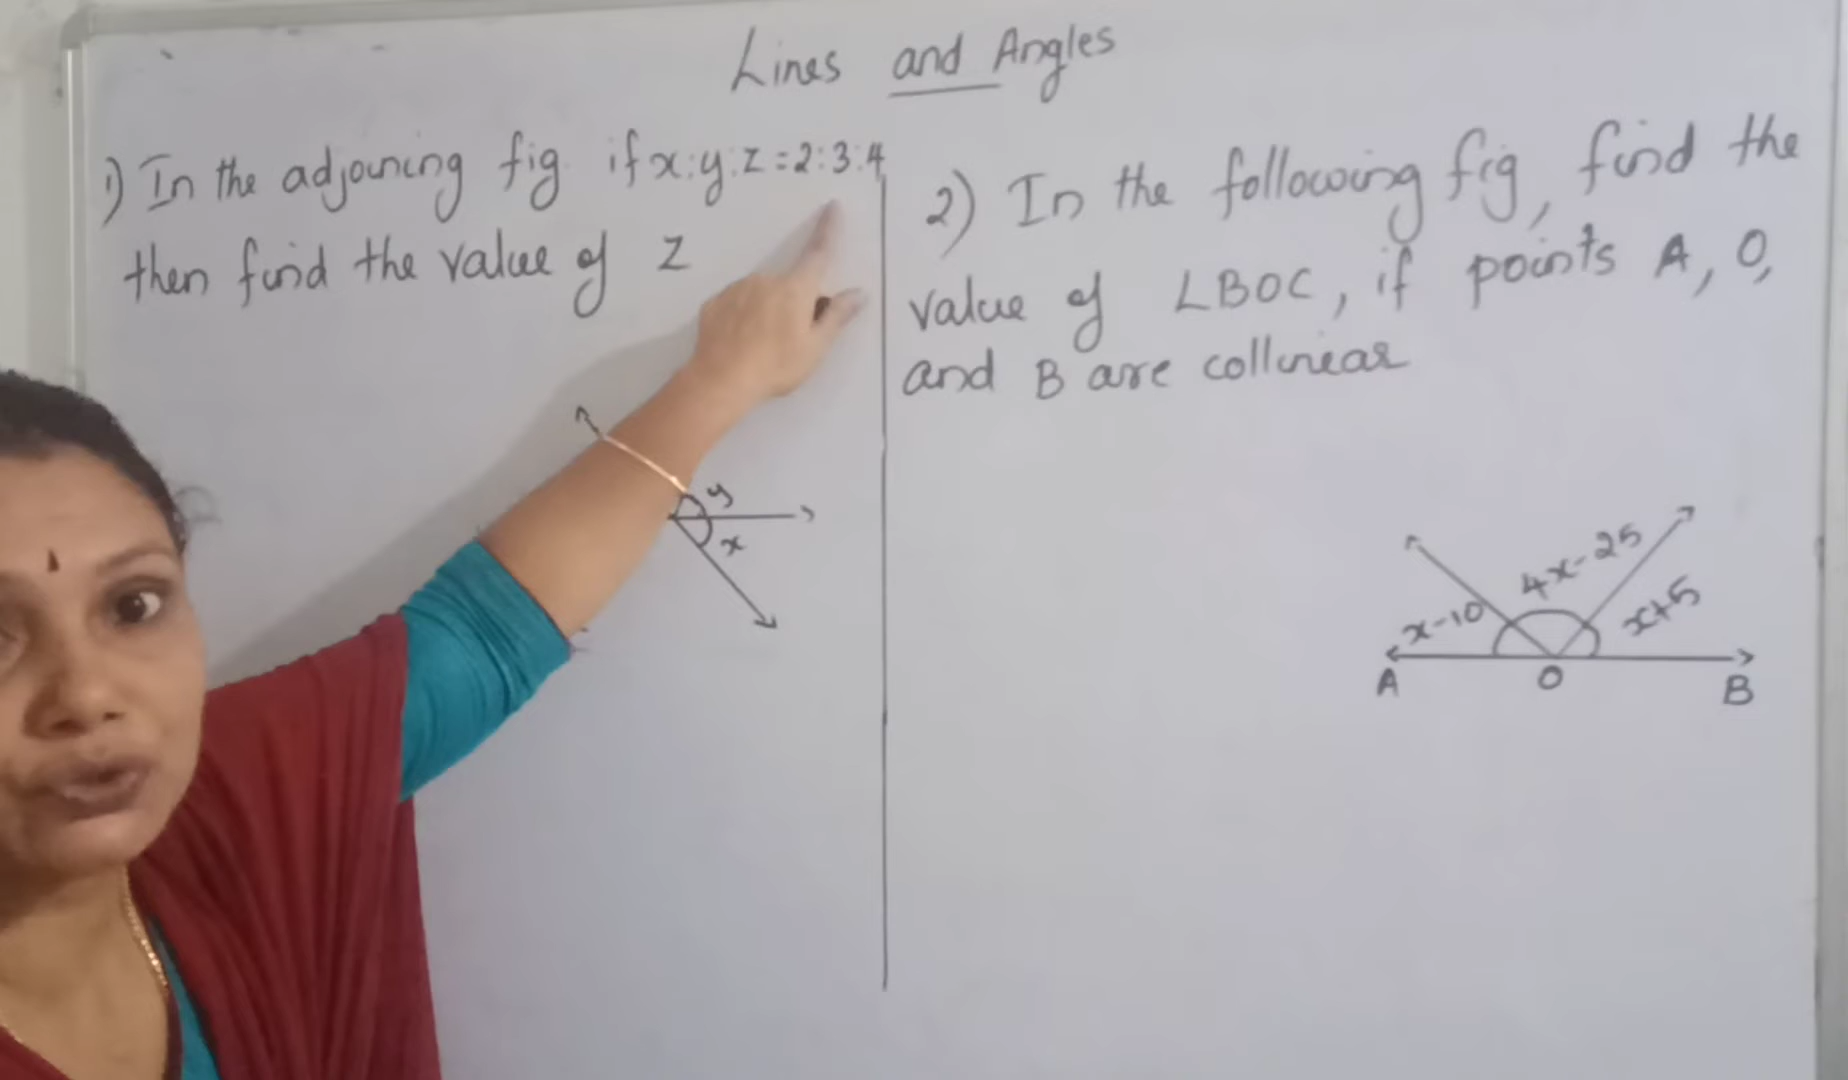 Lines and Angles
1) In the adjoining fig if x:y:z=2:3:4
then find the value of z
y
x
2) In the following fig, find the
value of ∠BOC, if points A, O,
and B are collinear
4x-25
x-10
x+5
A O B